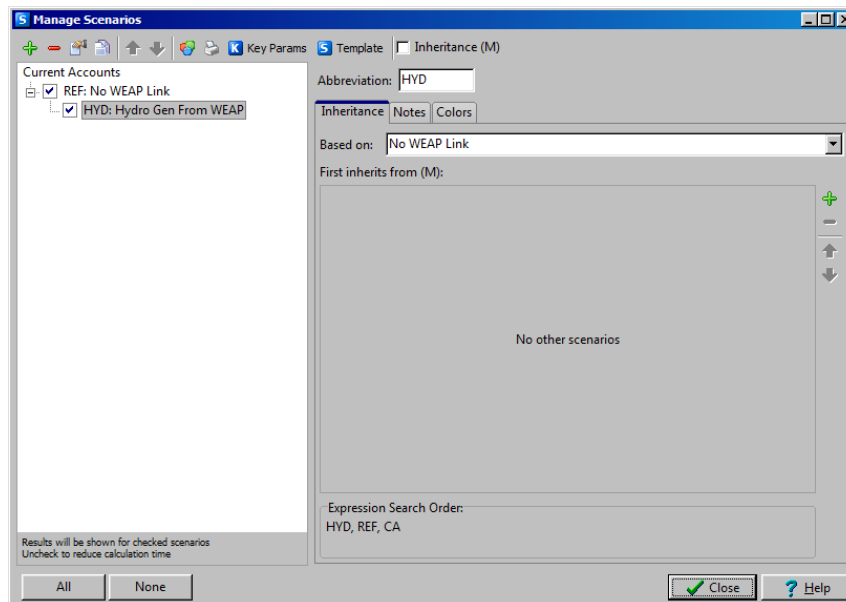 S Manage Scenarios
K Key Params S Template Inheritance (M)
Current Accounts
REF: No WEAP Link
HYD: Hydro Gen From WEAP
Results will be shown for checked scenarios
Uncheck to reduce calculation time
All None
Abbreviation: HYD
Inheritance Notes Colors
Based on: No WEAP Link
First inherits from (M):
No other scenarios
Expression Search Order:
HYD, REF, CA
Close ? Help